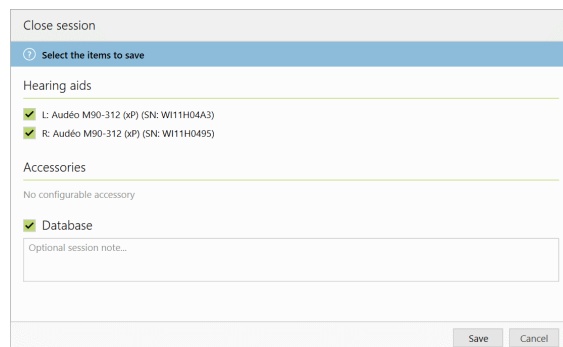 Close session
? Select the items to save
Hearing aids
L: Audéo M90-312 (xP) (SN: WI11H04A3)
R: Audéo M90-312 (xP) (SN: WI11H0495)
Accessories
No configurable accessory
Database
Optional session note...
Save Cancel